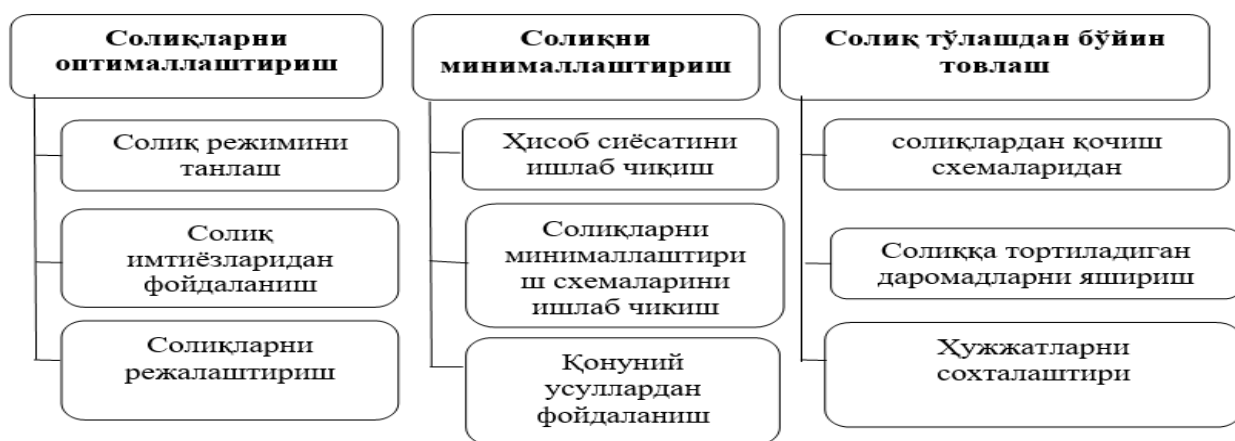 Солиқларни
оптималлаштириш
Солиқ режимини
танлаш
Солиқ
имтиёзларидан
фойдаланиш
Солиқларни
режалаштириш
Солиқни
минималлаштириш
Ҳисоб сиёсатини
ишлаб чиқиш
Солиқларни
минималлаштири
ш схемаларини
ишлаб чикиш
Қонуний
усуллардан
фойдаланиш
Солиқ тўлашдан бўйин
товлаш
солиқлардан қочиш
схемаларидан
Солиққа тортиладиган
даромадларни яшириш
Ҳужжатларни
сохталаштири